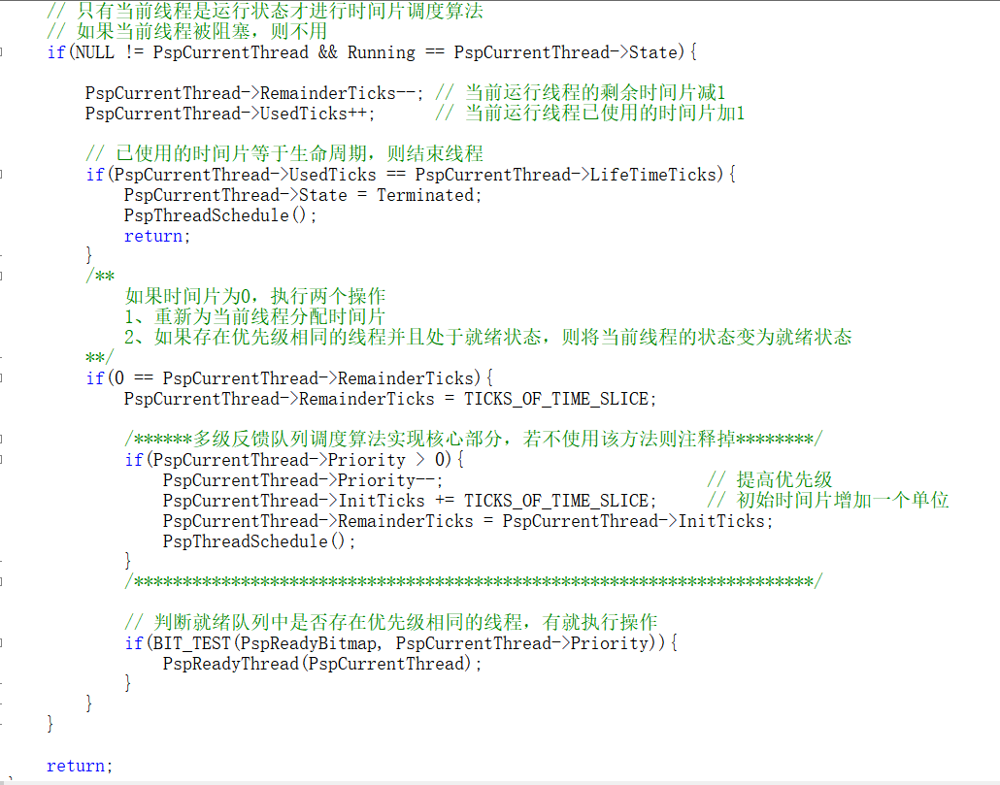 // 只有当前线程是运行状态才进行时间片调度算法
// 如果当前线程被阻塞，则不用
if(NULL != PspCurrentThread && Running == PspCurrentThread->State){
PspCurrentThread->RemainderTicks--; // 当前运行线程的剩余时间片减1
PspCurrentThread->UsedTicks++; // 当前运行线程已使用的时间片加1
// 已使用的时间片等于生命周期，则结束线程
if(PspCurrentThread->UsedTicks == PspCurrentThread->LifeTimeTicks){
PspCurrentThread->State = Terminated;
PspThreadSchedule();
return;
}
/**
如果时间片为0，执行两个操作
1、重新为当前线程分配时间片
2、如果存在优先级相同的线程并且处于就绪状态，则将当前线程的状态变为就绪状态
**/
if(0 == PspCurrentThread->RemainderTicks){
PspCurrentThread->RemainderTicks = TICKS_OF_TIME_SLICE;
/******多级反馈队列调度算法实现核心部分，若不使用该方法则注释掉********/
if(PspCurrentThread->Priority > 0){
PspCurrentThread->Priority--; // 提高优先级
PspCurrentThread->InitTicks += TICKS_OF_TIME_SLICE; // 初始时间片增加一个单位
PspCurrentThread->RemainderTicks = PspCurrentThread->InitTicks;
PspThreadSchedule();
}
/**********************************************************************/
// 判断就绪队列中是否存在优先级相同的线程，有就执行操作
if(BIT_TEST(PspReadyBitmap, PspCurrentThread->Priority)){
PspReadyThread(PspCurrentThread);
}
}
}
return;